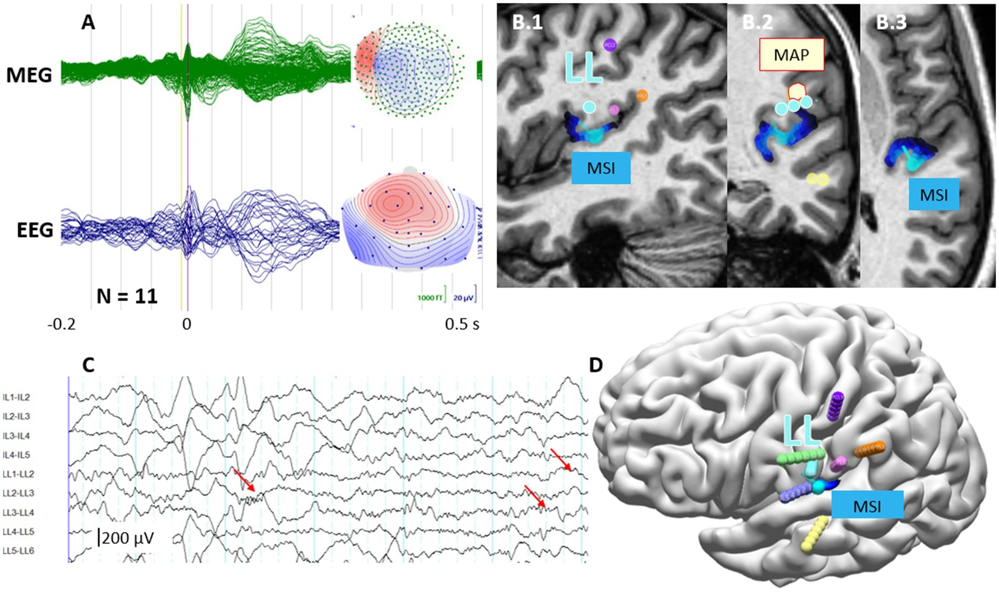 A
MEG
EEG
N = 11
1000 fT
20 µV
-0.2
0
0.5 s
B.1
PCL2
LL
MSI
B.2
MAP
B.3
MSI
C
IL1-IL2
IL2-IL3
IL3-IL4
IL4-IL5
LL1-LL2
LL2-LL3
LL3-LL4
LL4-LL5
LL5-LL6
200 µV
D
LL
MSI